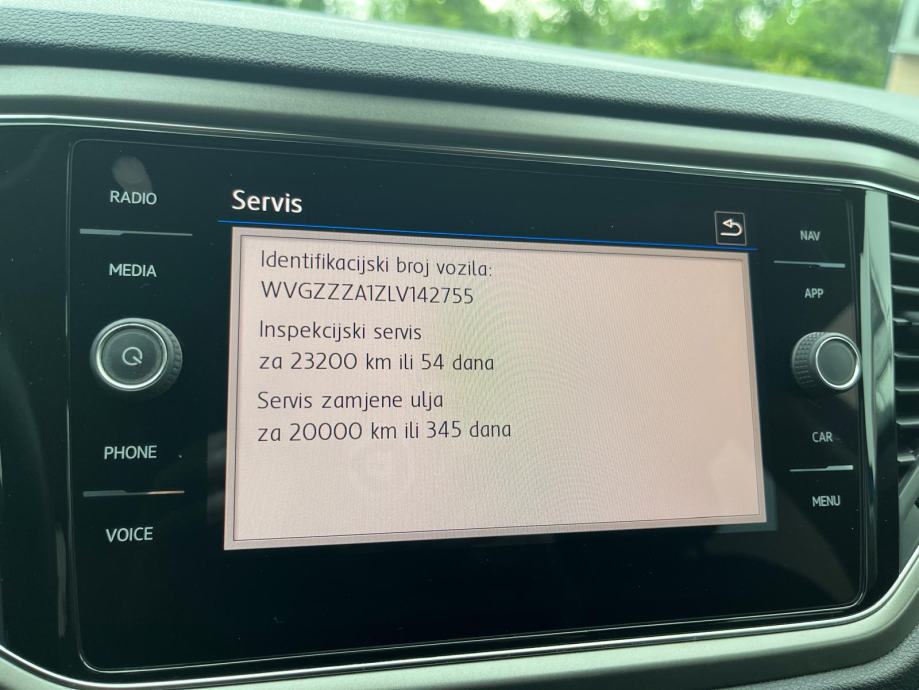 RADIO
MEDIA
PHONE
VOICE
Servis
Identifikacijski broj vozila:
WVGZZZA1ZLV142755
Inspekcijski servis
za 23200 km ili 54 dana
Servis zamjene ulja
za 20000 km ili 345 dana
NAV
APP
CAR
MENU